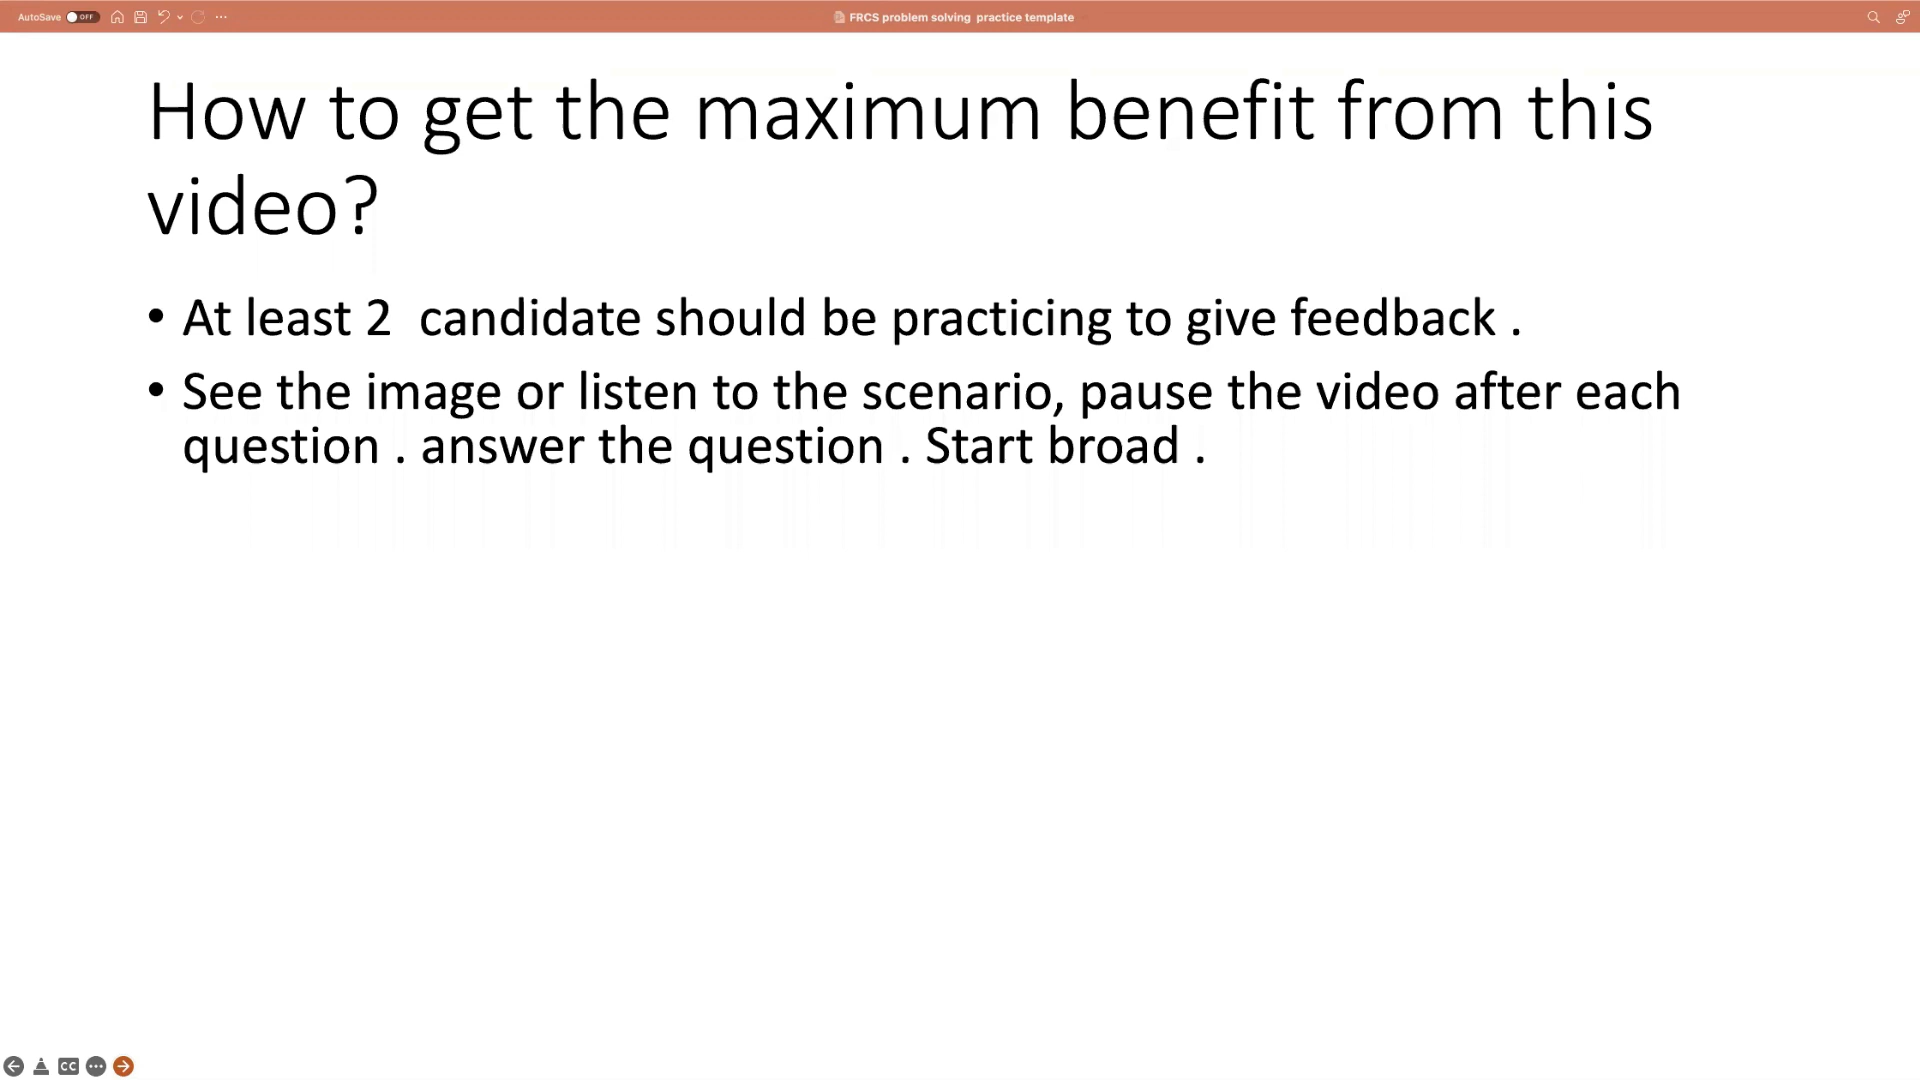 AutoSave OFF
FRCS problem solving  practice template
How to get the maximum benefit from this
video?
• At least 2  candidate should be practicing to give feedback .
• See the image or listen to the scenario, pause the video after each
question . answer the question . Start broad .
CC